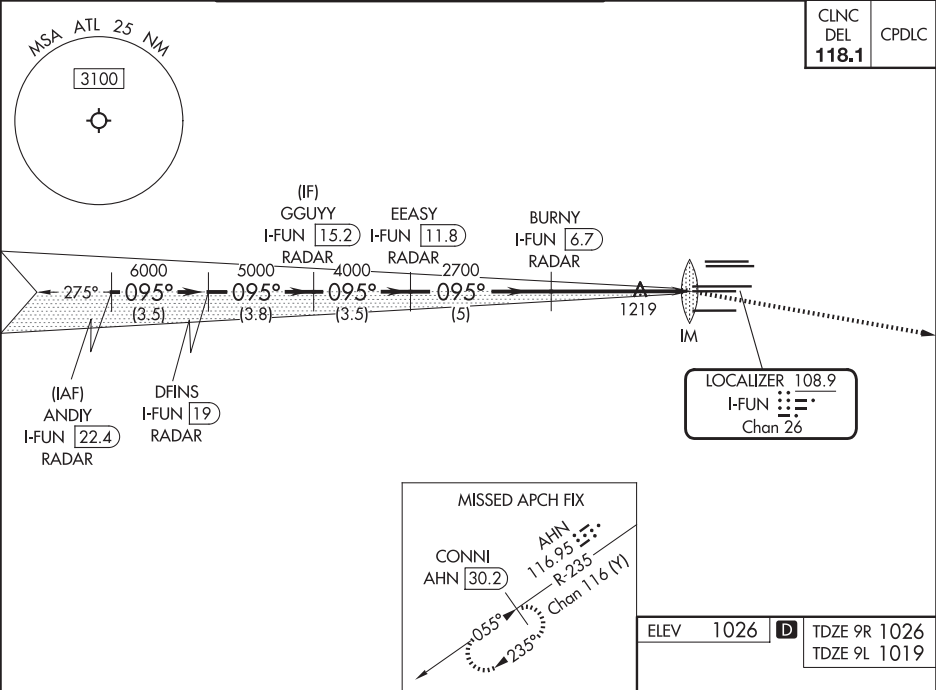 MSA ATL 25 NM
3100
CLNC
DEL
118.1
CPDLC
(IF)
GGUYY
I-FUN 15.2
RADAR
EEASY
I-FUN 11.8
RADAR
BURNY
I-FUN 6.7
RADAR
6000
5000
4000
2700
275°
095°
095°
095°
095°
(3.5)
(3.8)
(3.5)
(5)
1219
IM
(IAF)
ANDIY
I-FUN 22.4
RADAR
DFINS
I-FUN 19
RADAR
LOCALIZER 108.9
I-FUN
Chan 26
MISSED APCH FIX
CONNI
AHN 30.2
AHN
116.95
R-235
Chan 116 (Y)
055°
235°
ELEV 1026 D
TDZE 9R 1026
TDZE 9L 1019